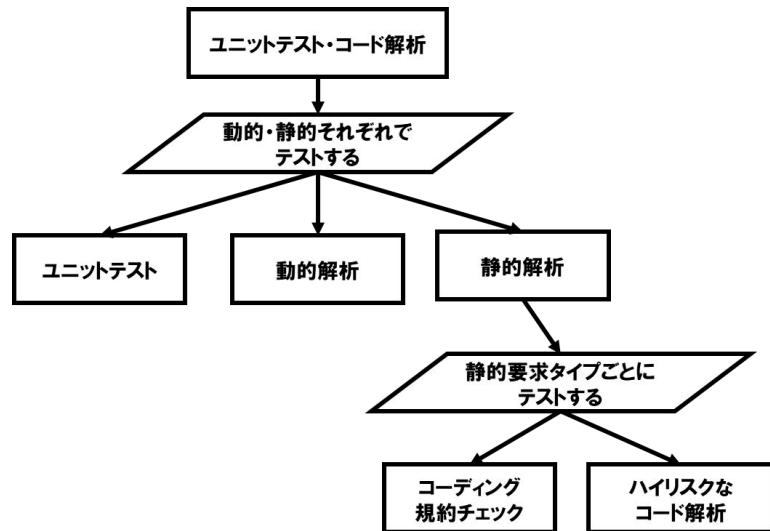 ユニットテスト・コード解析
動的・静的それぞれで
テストする
ユニットテスト
動的解析
静的解析
静的要求タイプごとに
テストする
コーディング
規約チェック
ハイリスクな
コード解析